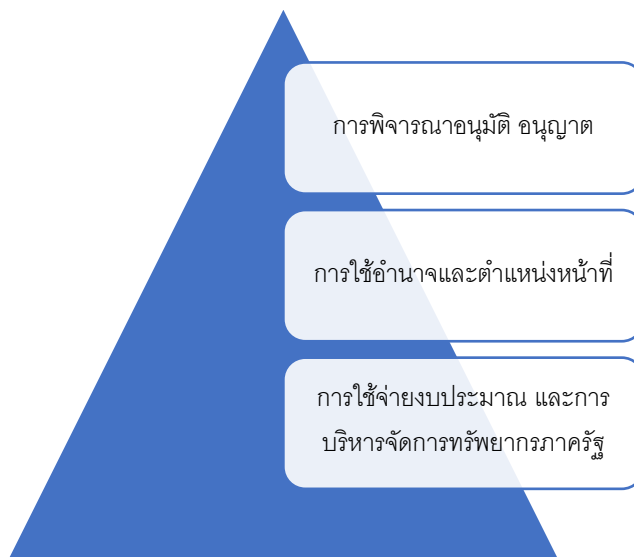 การพิจารณาอนุมัติ อนุญาต
การใช้อำนาจและตำแหน่งหน้าที่
การใช้จ่ายงบประมาณ และการ
บริหารจัดการทรัพยากรภาครัฐ